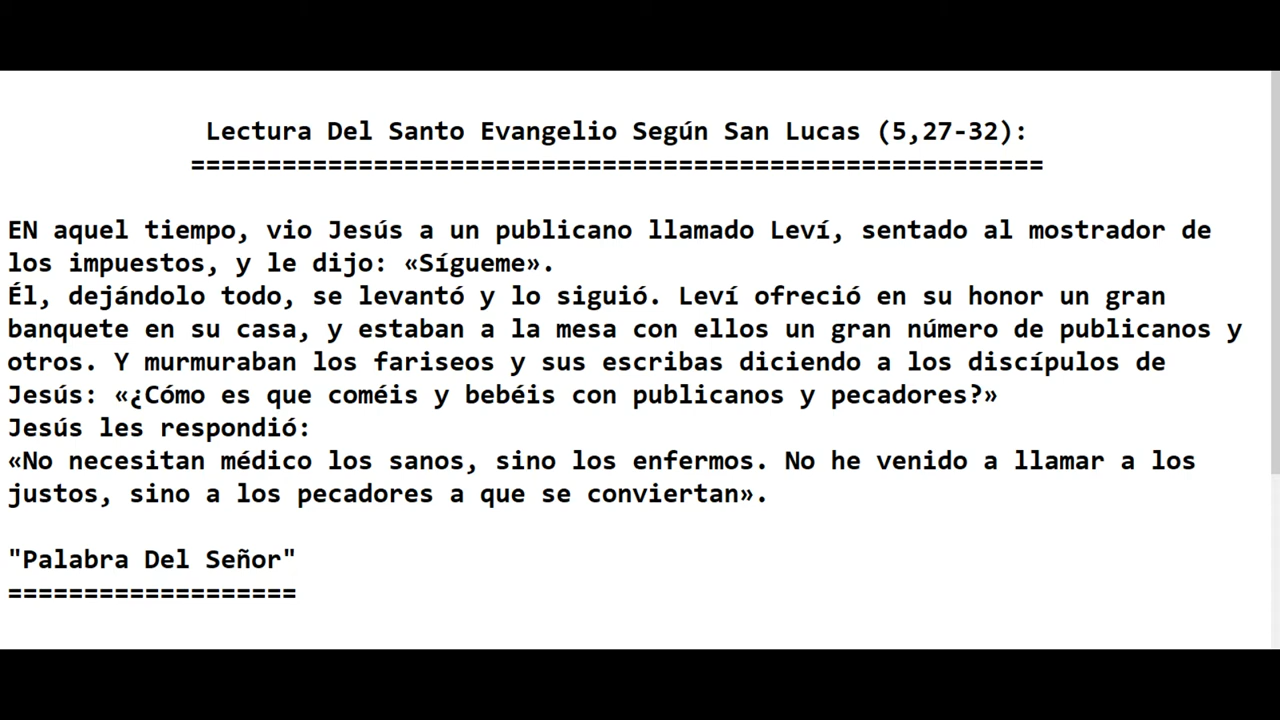 Lectura Del Santo Evangelio Según San Lucas (5,27-32):
========================================================
EN aquel tiempo, vio Jesús a un publicano llamado Leví, sentado al mostrador de
los impuestos, y le dijo: «Sígueme».
Él, dejándolo todo, se levantó y lo siguió. Leví ofreció en su honor un gran
banquete en su casa, y estaban a la mesa con ellos un gran número de publicanos y
otros. Y murmuraban los fariseos y sus escribas diciendo a los discípulos de
Jesús: «¿Cómo es que coméis y bebéis con publicanos y pecadores?»
Jesús les respondió:
«No necesitan médico los sanos, sino los enfermos. No he venido a llamar a los
justos, sino a los pecadores a que se conviertan».
"Palabra Del Señor"
===================